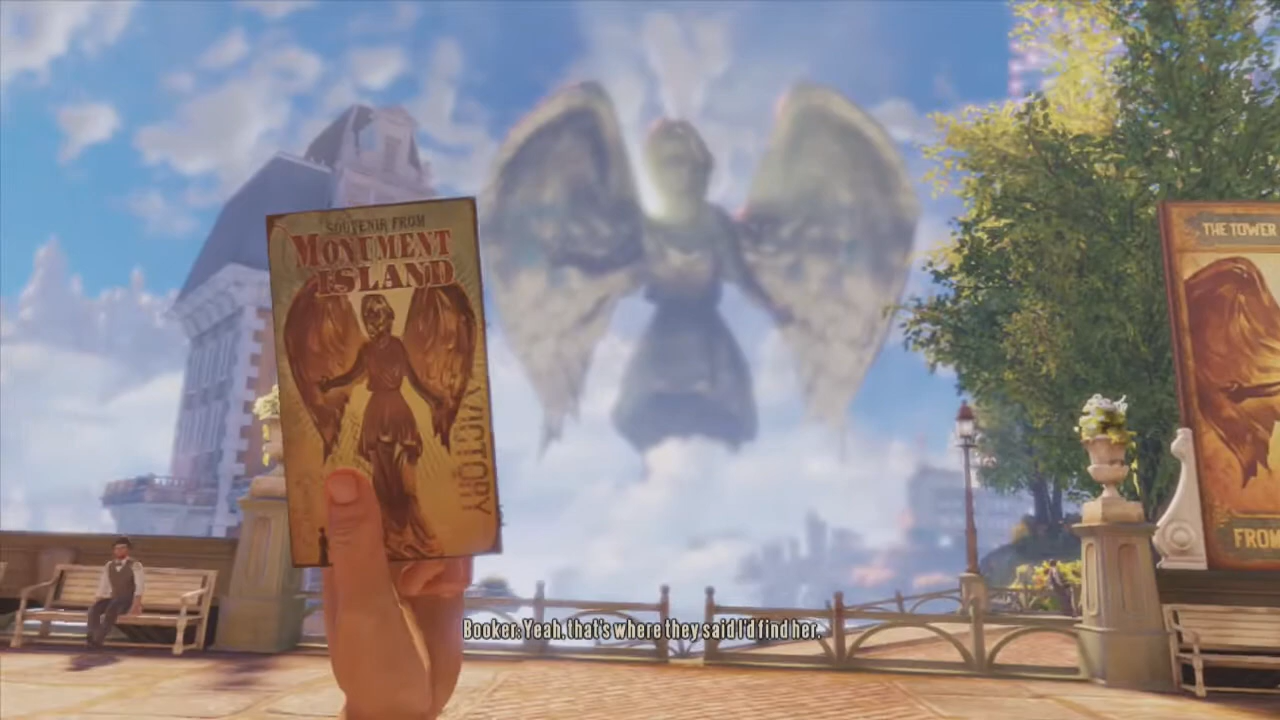 SOUVENIR FROM
MONUMENT
ISLAND
VICTORY
THE TOWER
FROM
Booker: Yeah, that's where they said I'd find her.